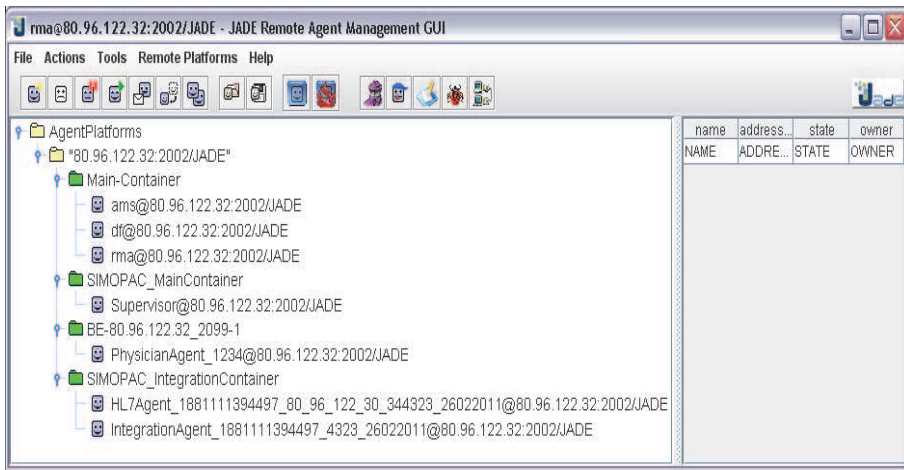 rma@80.96.122.32:2002/JADE - JADE Remote Agent Management GUI
File Actions Tools Remote Platforms Help
Jade
AgentPlatforms
"80.96.122.32:2002/JADE"
Main-Container
ams@80.96.122.32:2002/JADE
df@80.96.122.32:2002/JADE
rma@80.96.122.32:2002/JADE
SIMOPAC_MainContainer
Supervisor@80.96.122.32:2002/JADE
BE-80.96.122.32_2099-1
PhysicianAgent_1234@80.96.122.32:2002/JADE
SIMOPAC_IntegrationContainer
HL7Agent_1881111394497_80_96_122_30_344323_26022011@80.96.122.32:2002/JADE
IntegrationAgent_1881111394497_4323_26022011@80.96.122.32:2002/JADE
name address... state owner
NAME ADDRE... STATE OWNER